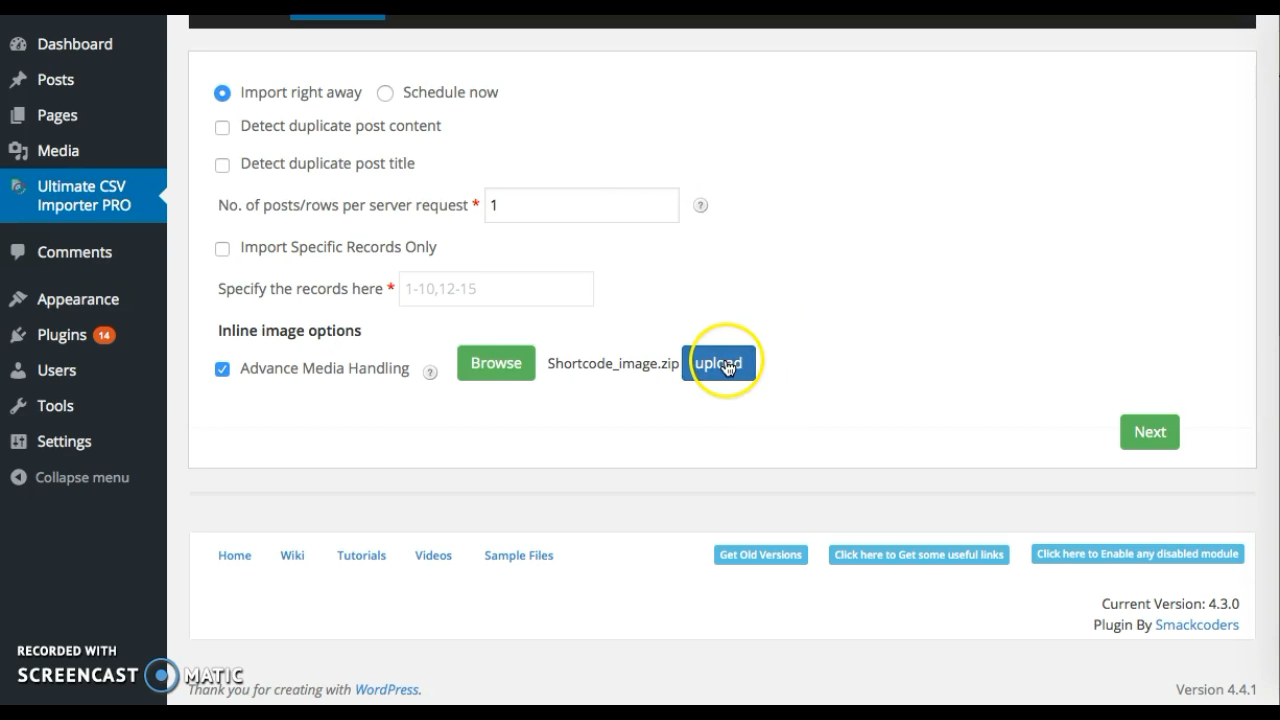 Dashboard
Posts
Pages
Media
Ultimate CSV
Importer PRO
Comments
Appearance
Plugins 14
Users
Tools
Settings
Collapse menu
Import right away Schedule now
Detect duplicate post content
Detect duplicate post title
No. of posts/rows per server request * 1 ?
Import Specific Records Only
Specify the records here * 1-10,12-15
Inline image options
Advance Media Handling ? Browse Shortcode_image.zip upload
Next
Home Wiki Tutorials Videos Sample Files Get Old Versions Click here to Get some useful links Click here to Enable any disabled module
Current Version: 4.3.0
Plugin By Smackcoders
RECORDED WITH
SCREENCAST MATIC
Thank you for creating with WordPress. Version 4.4.1